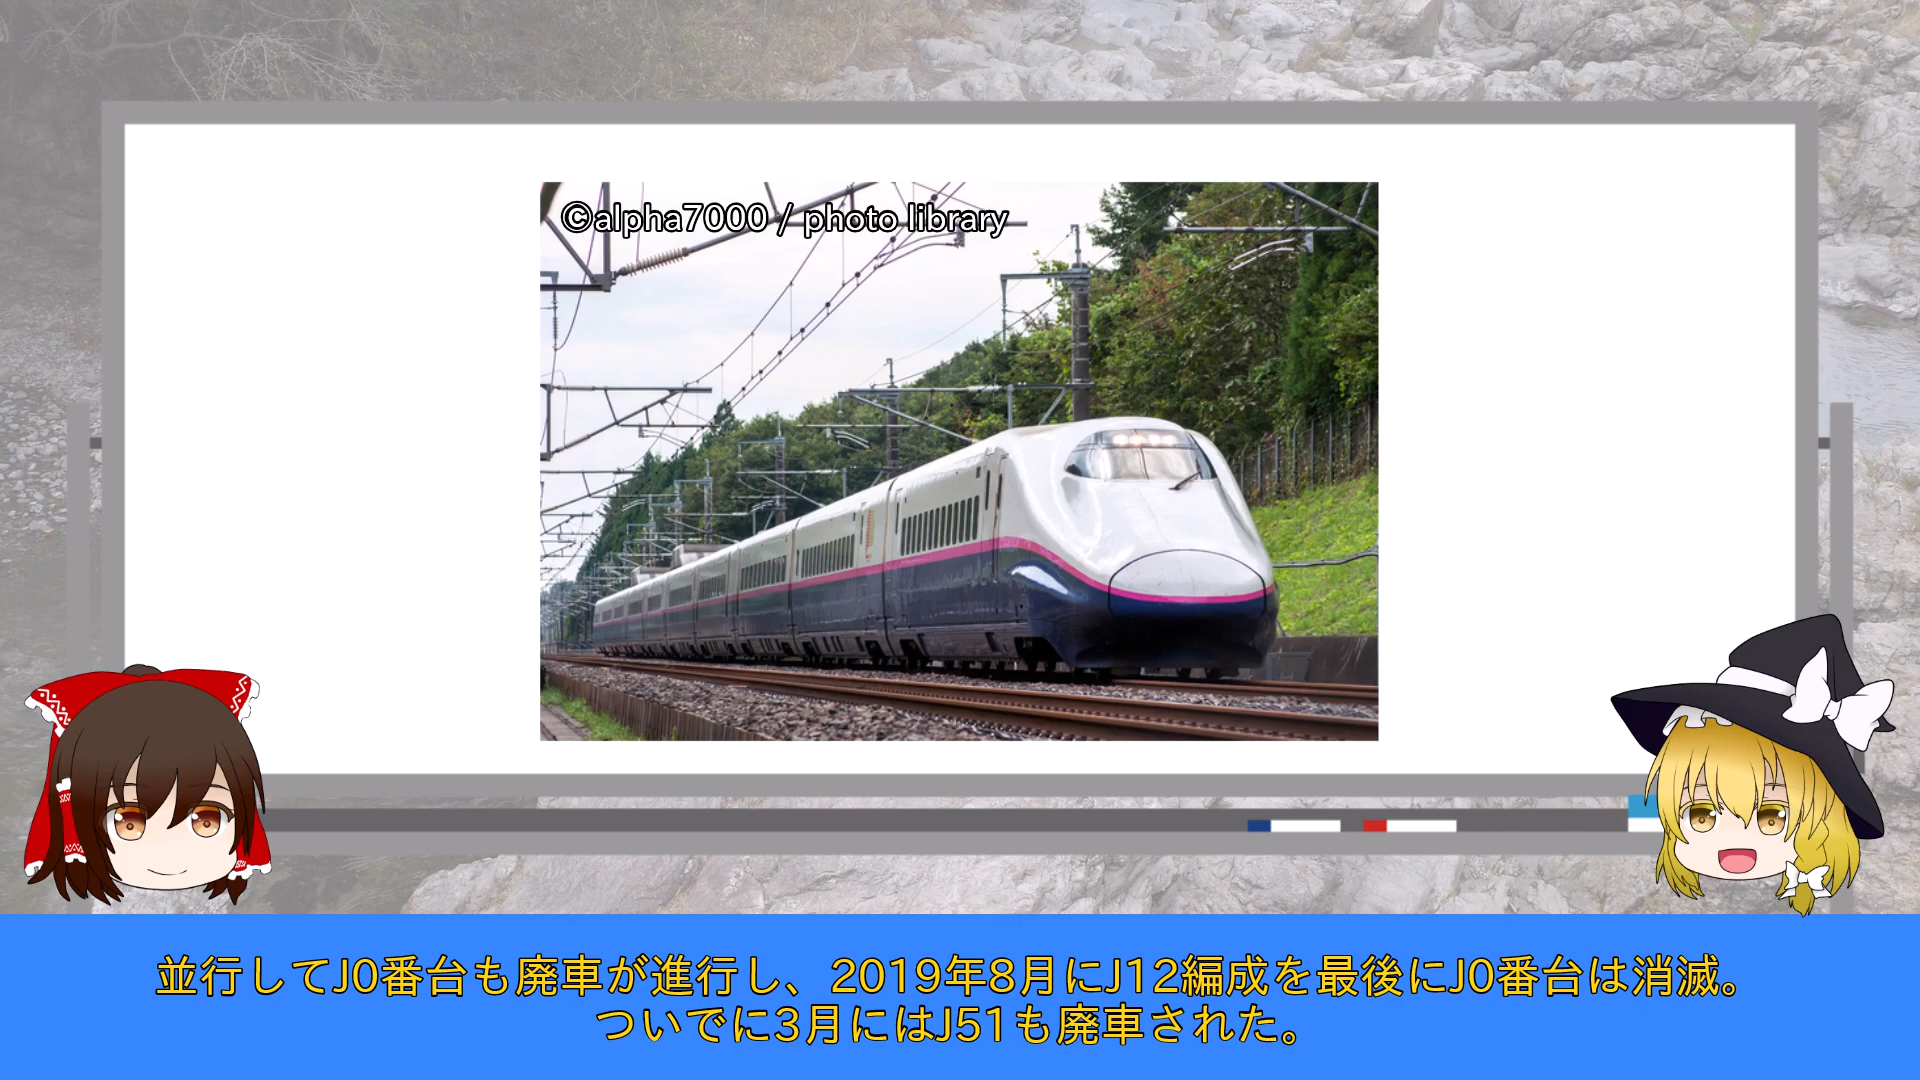 ©alpha7000 / photo library
並行してJ0番台も廃車が進行し、2019年8月にJ12編成を最後にJ0番台は消滅。
ついでに3月にはJ51も廃車された。